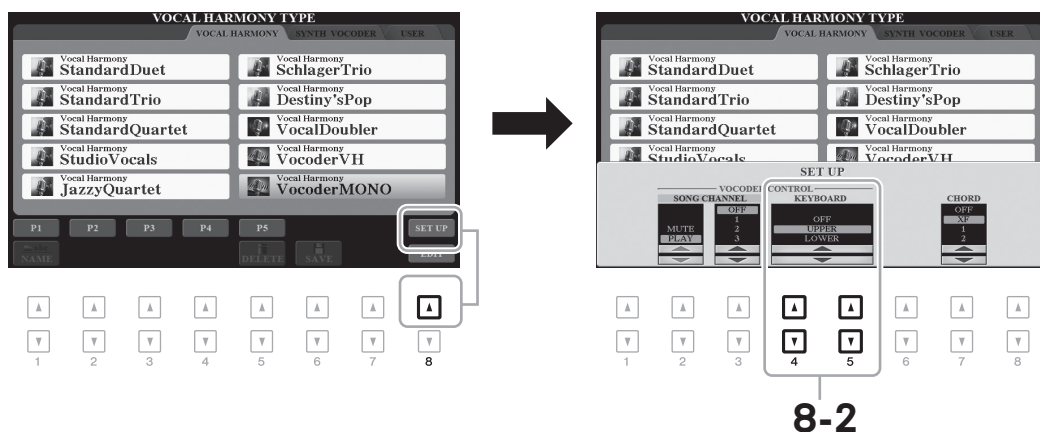 VOCAL HARMONY TYPE
VOCAL HARMONY SYNTH VOCODER USER
Vocal Harmony
StandardDuet
Vocal Harmony
SchlagerTrio
Vocal Harmony
StandardTrio
Vocal Harmony
Destiny'sPop
Vocal Harmony
StandardQuartet
Vocal Harmony
VocalDoubler
Vocal Harmony
StudioVocals
Vocal Harmony
VocoderVH
Vocal Harmony
JazzyQuartet
Vocal Harmony
VocoderMONO
P1 P2 P3 P4 P5 SET UP
NAME DELETE SAVE EDIT
1 2 3 4 5 6 7 8
VOCAL HARMONY TYPE
VOCAL HARMONY SYNTH VOCODER USER
Vocal Harmony
StandardDuet
Vocal Harmony
SchlagerTrio
Vocal Harmony
StandardTrio
Vocal Harmony
Destiny'sPop
Vocal Harmony
StandardQuartet
Vocal Harmony
VocalDoubler
Vocal Harmony
StudioVocals
Vocal Harmony
VocoderVH
SET UP
VOCODER CONTROL
SONG CHANNEL KEYBOARD CHORD
MUTE
PLAY
OFF
1
2
3
OFF
UPPER
LOWER
OFF
XF
1
2
1 2 3 4 5 6 7 8
8-2